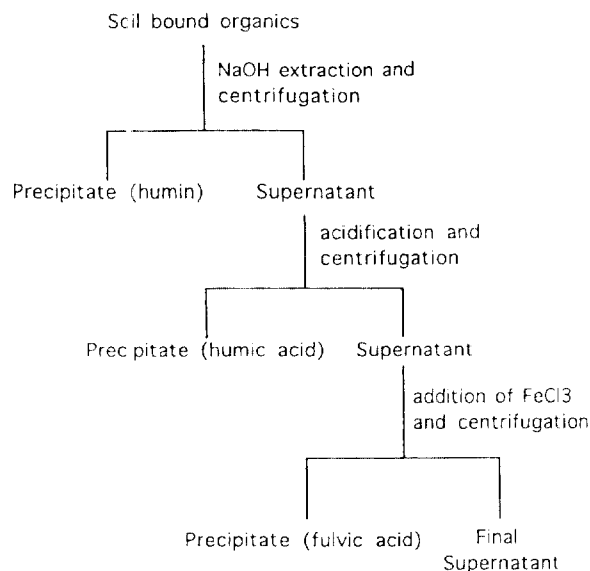 Scil bound organics
NaOH extraction and
centrifugation
Precipitate (humin)
Supernatant
acidification and
centrifugation
Prec pitate (humic acid)
Supernatant
addition of FeCl3
and centrifugation
Precipitate (fulvic acid)
Final
Supernatant